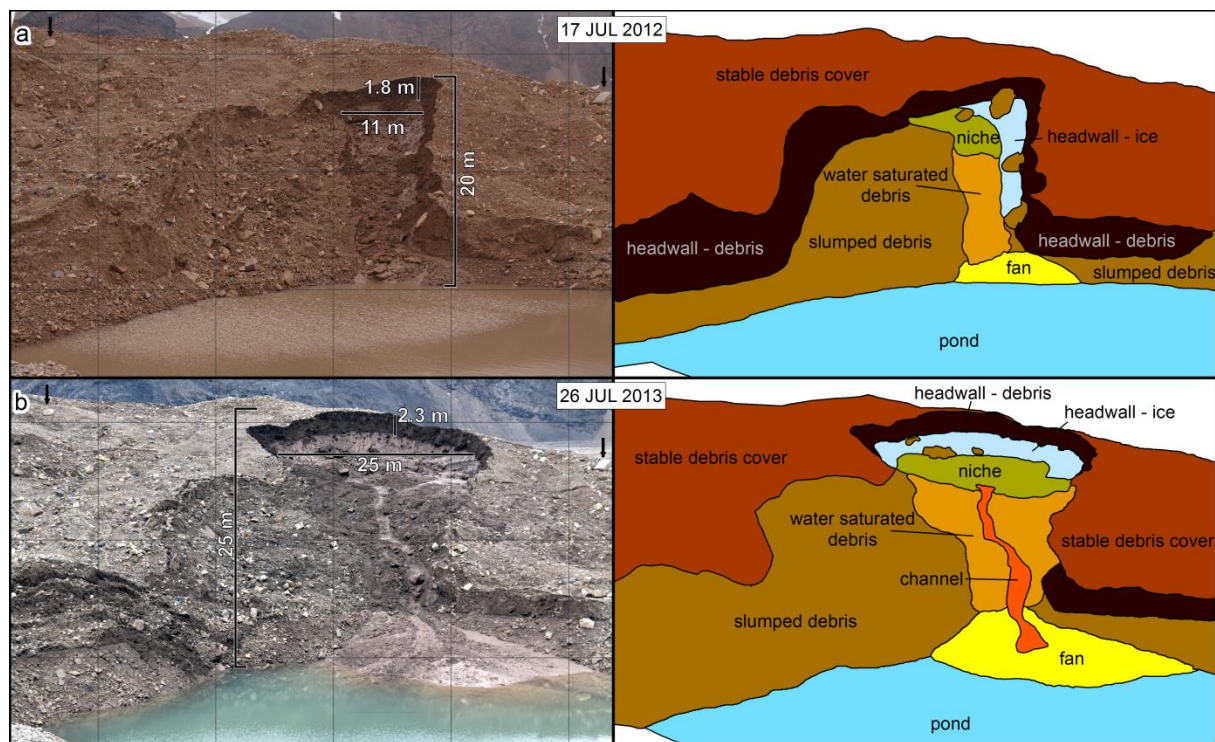 a
17 JUL 2012
1.8 m
11 m
20 m
stable debris cover
headwall - ice
niche
water saturated
debris
headwall - debris
slumped debris
headwall - debris
fan
slumped debris
pond
b
26 JUL 2013
2.3 m
25 m
25 m
headwall - debris
headwall - ice
stable debris cover
niche
water saturated
debris
stable debris cover
channel
slumped debris
fan
pond